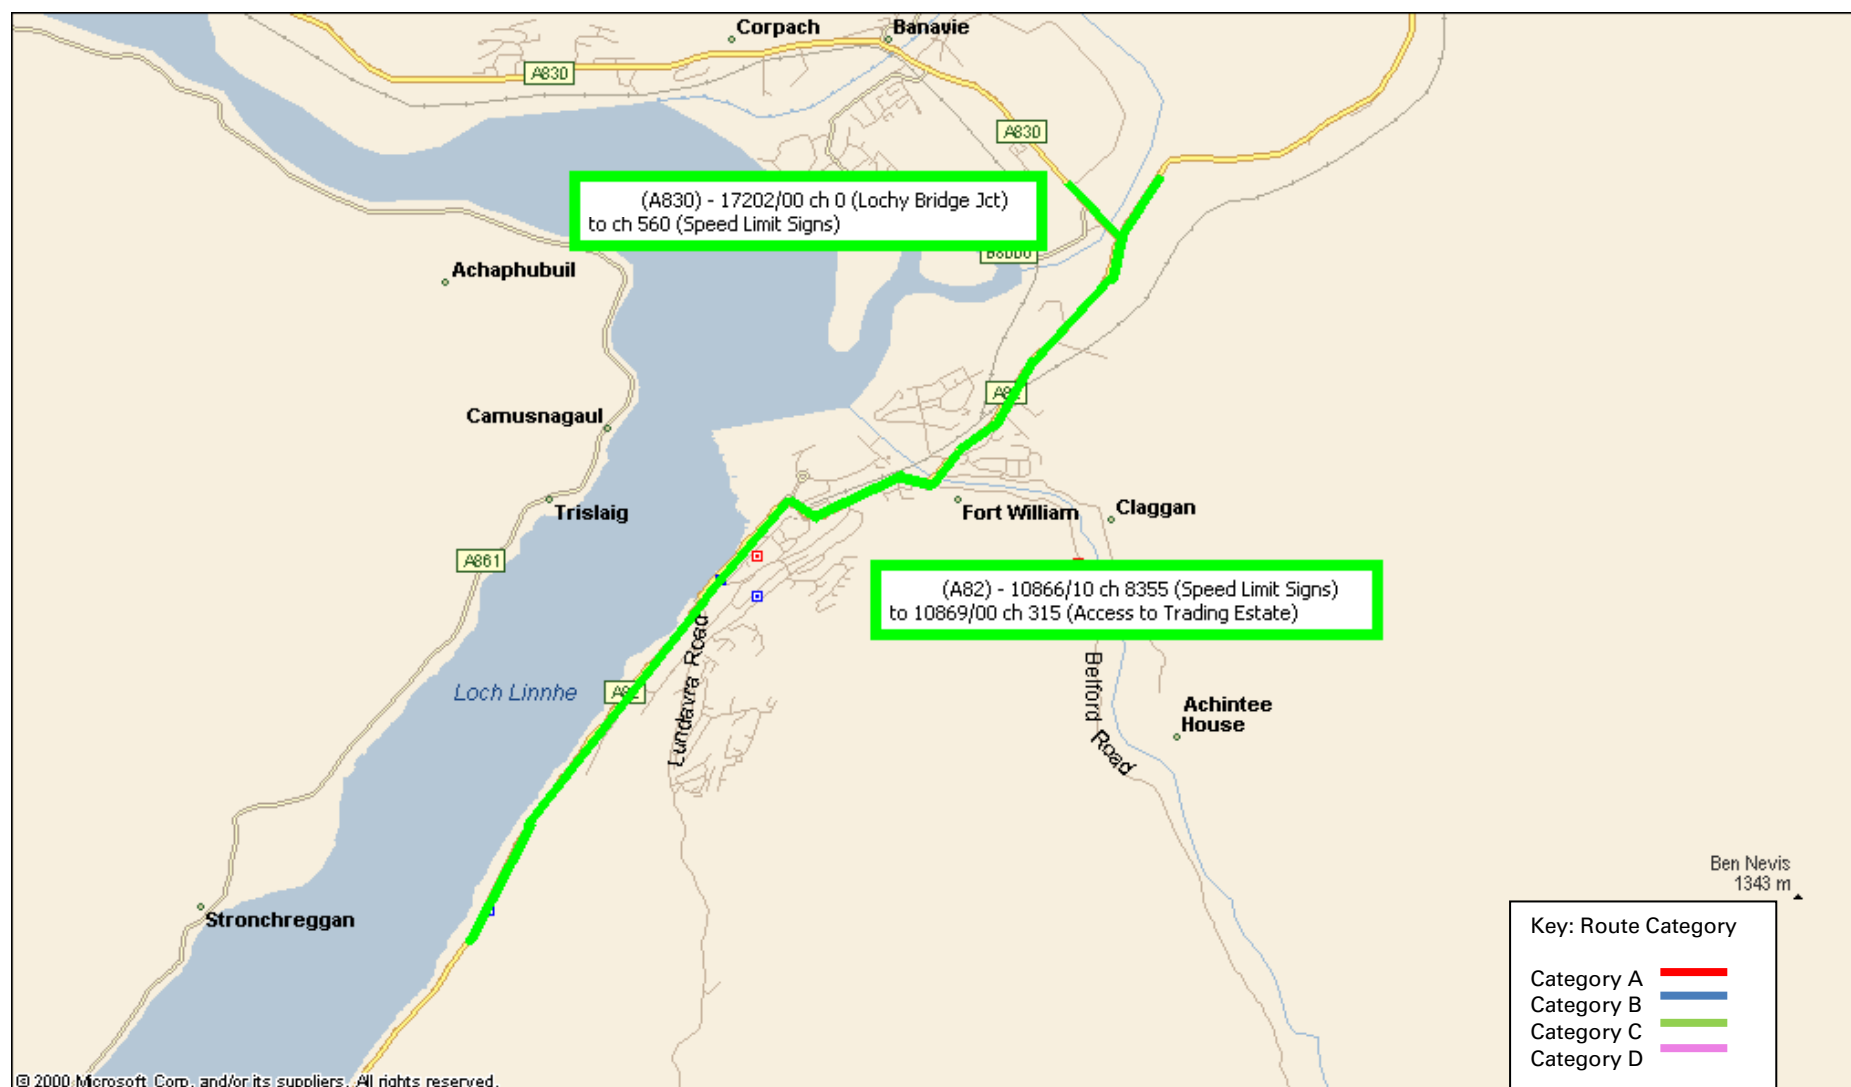 Corpach
Banavie
A830
A830
(A830) - 17202/00 ch 0 (Lochy Bridge Jct)
to ch 560 (Speed Limit Signs)
Achaphubuil
A82
Camusnagaul
Trislaig
Fort William
Claggan
A861
(A82) - 10866/10 ch 8355 (Speed Limit Signs)
to 10869/00 ch 315 (Access to Trading Estate)
Lundavra Road
Belford Road
Loch Linnhe
A82
Achintee
House
Ben Nevis
1343 m
Stronchreggan
Key: Route Category
Category A
Category B
Category C
Category D
© 2000 Microsoft Corp. and/or its suppliers. All rights reserved.